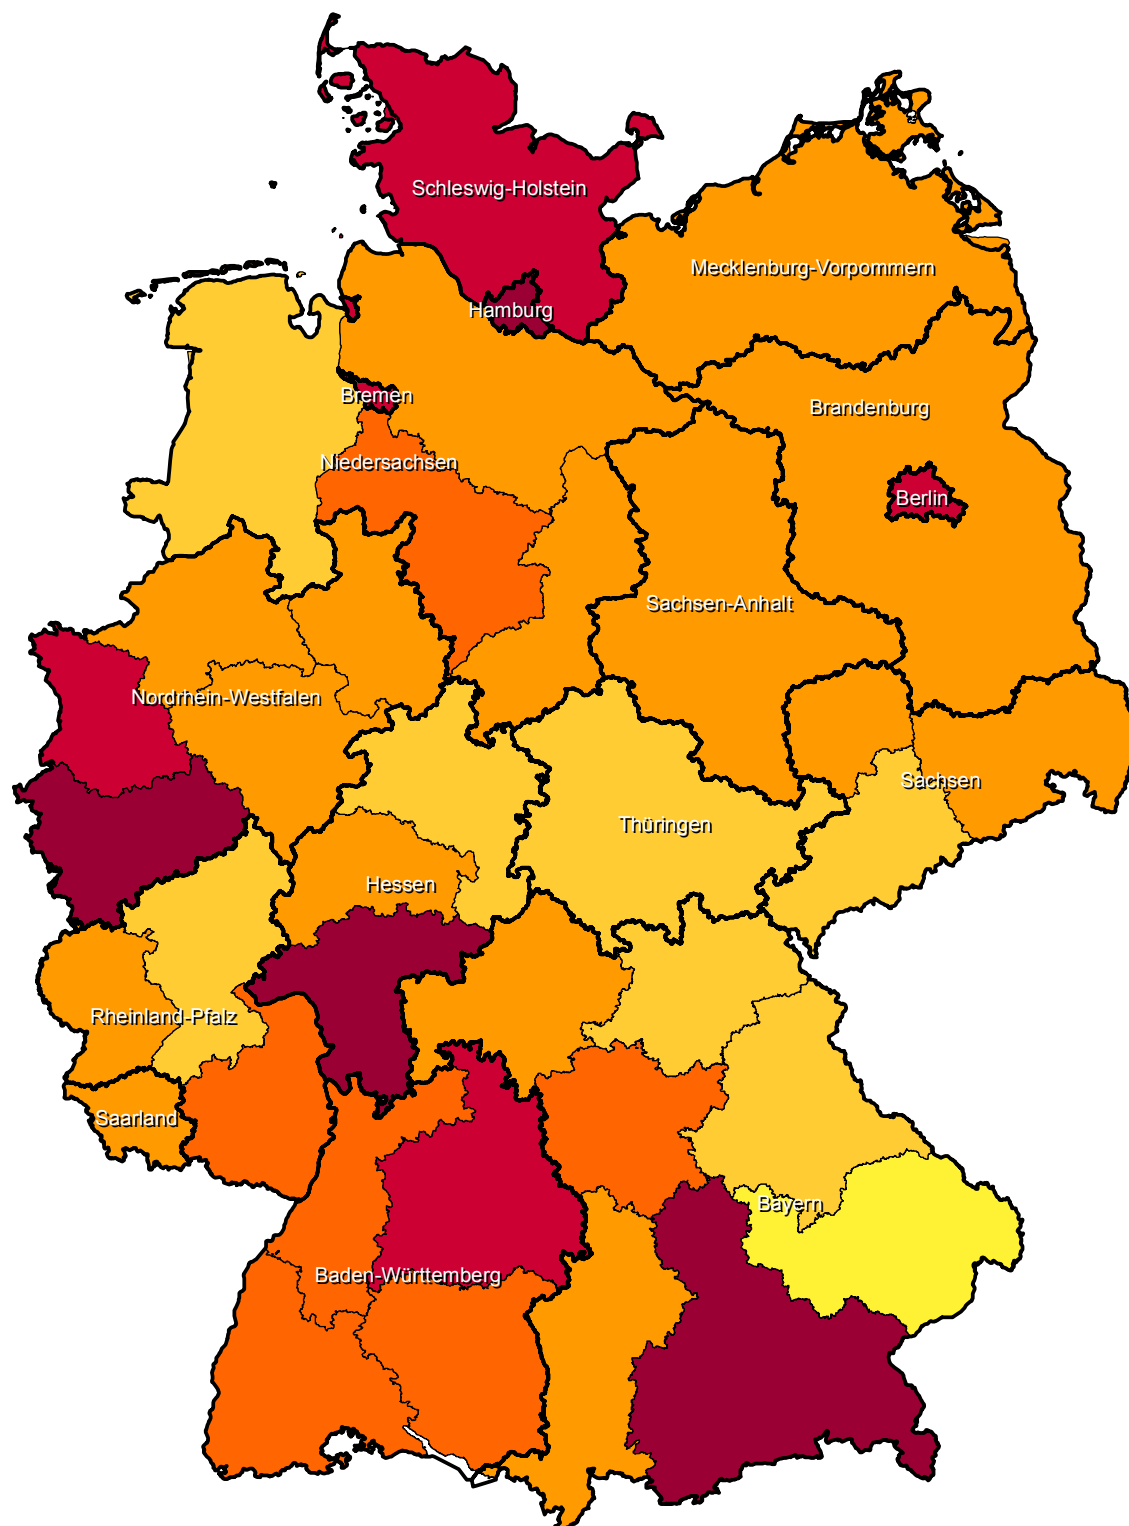 Schleswig-Holstein
Mecklenburg-Vorpommern
Hamburg
Bremen
Brandenburg
Niedersachsen
Berlin
Sachsen-Anhalt
Nordrhein-Westfalen
Sachsen
Thüringen
Hessen
Rheinland-Pfalz
Saarland
Bayern
Baden-Württemberg